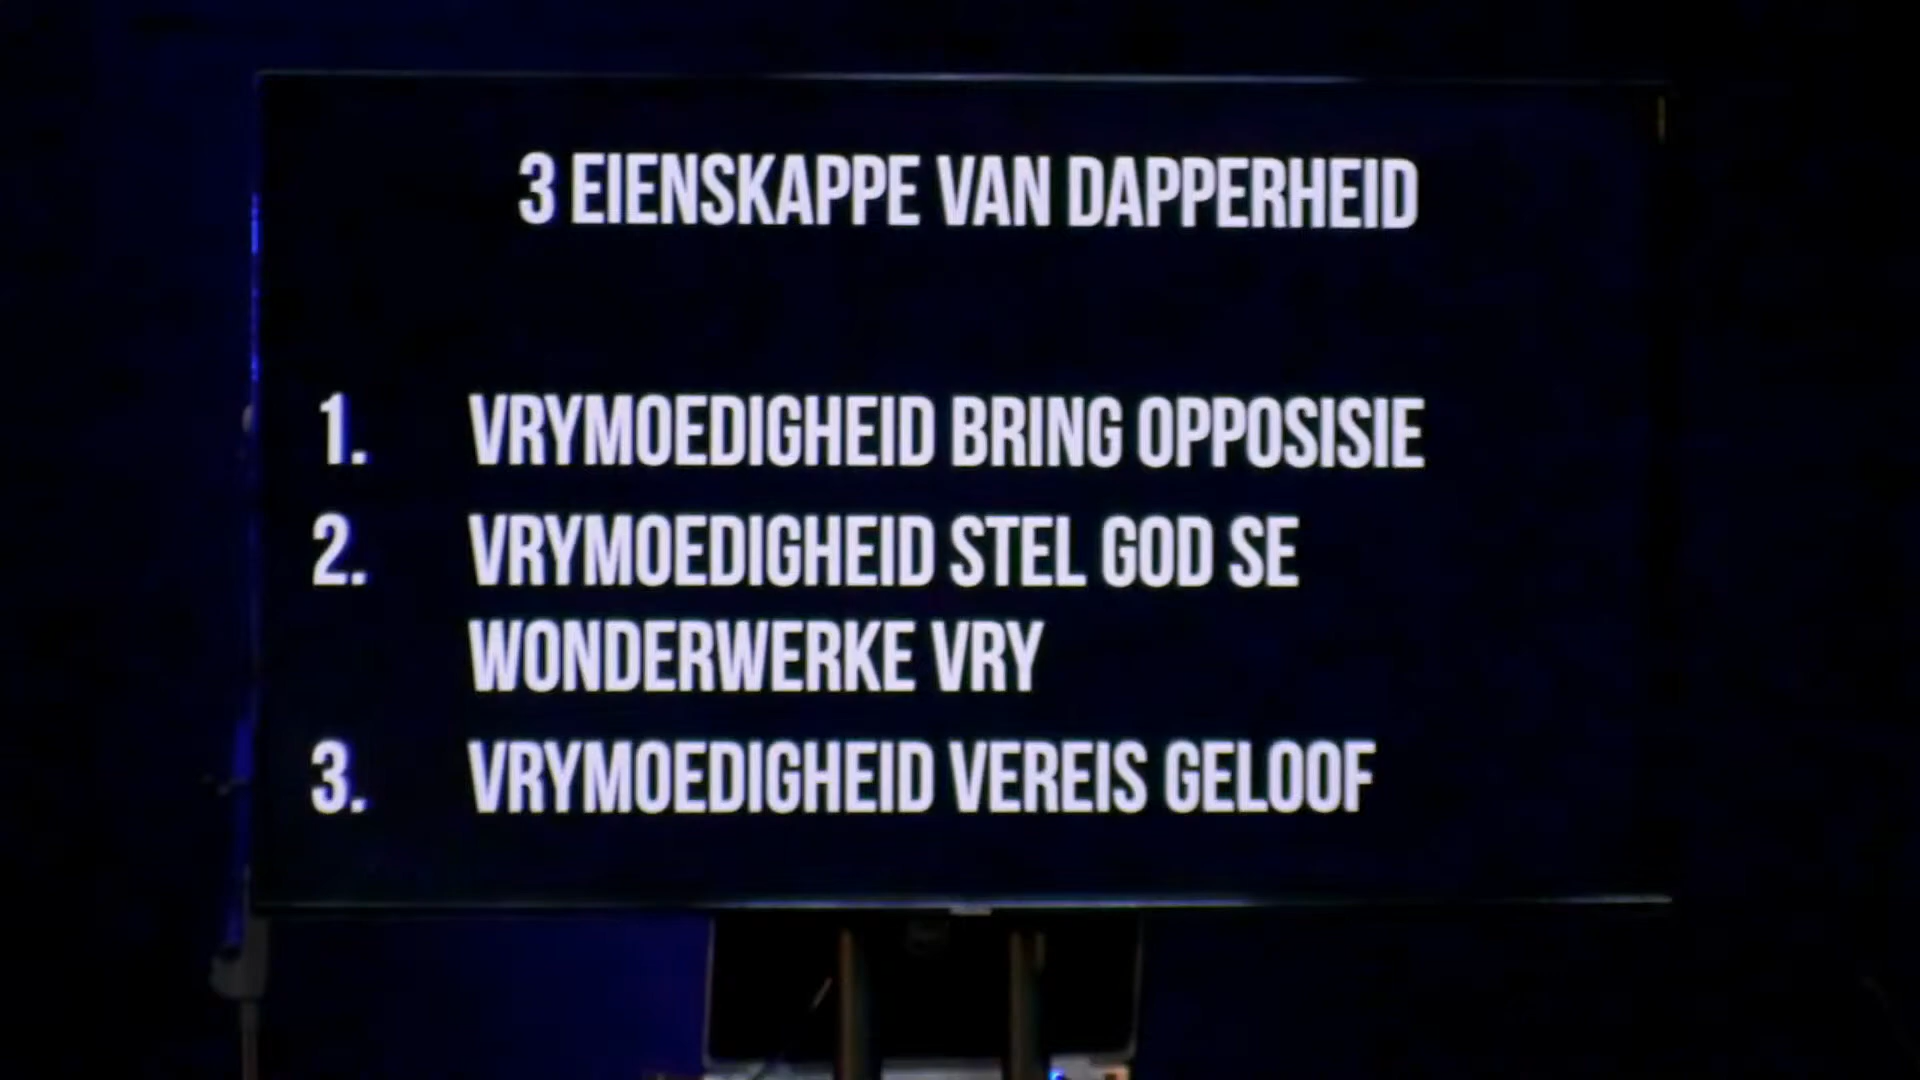 3 EIENSKAPPE VAN DAPPERHEID
1. VRYMOEDIGHEID BRING OPPOSISIE
2. VRYMOEDIGHEID STEL GOD SE
WONDERWERKE VRY
3. VRYMOEDIGHEID VEREIS GELOOF